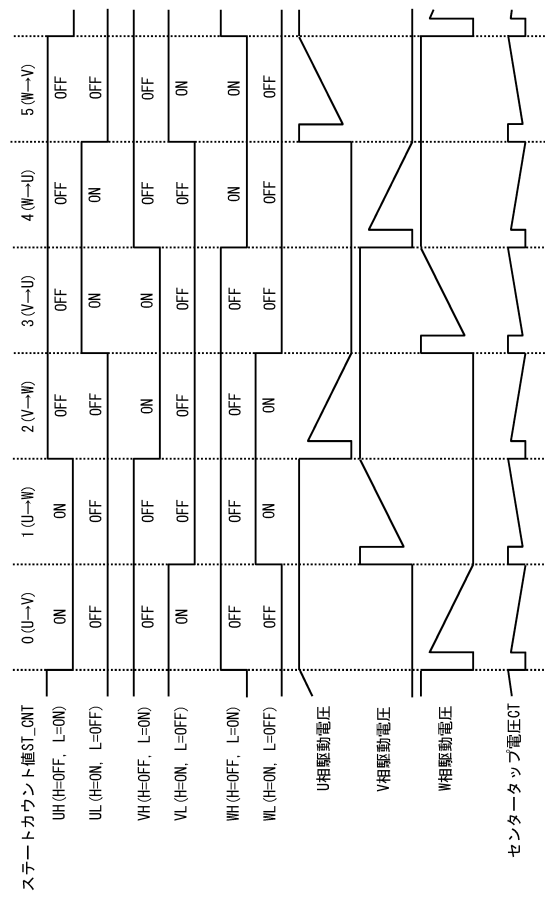 ステートカウント値ST_CNT 0(U→V) 1(U→W) 2(V→W) 3(V→U) 4(W→U) 5(W→V)
UH(H=OFF, L=ON) ON ON OFF OFF OFF OFF
UL(H=ON, L=OFF) OFF OFF OFF ON ON OFF
VH(H=OFF, L=ON) OFF OFF ON ON OFF OFF
VL(H=ON, L=OFF) ON OFF OFF OFF OFF ON
WH(H=OFF, L=ON) OFF OFF OFF OFF ON ON
WL(H=ON, L=OFF) OFF ON ON OFF OFF OFF
U相駆動電圧
V相駆動電圧
W相駆動電圧
センタータップ電圧CT